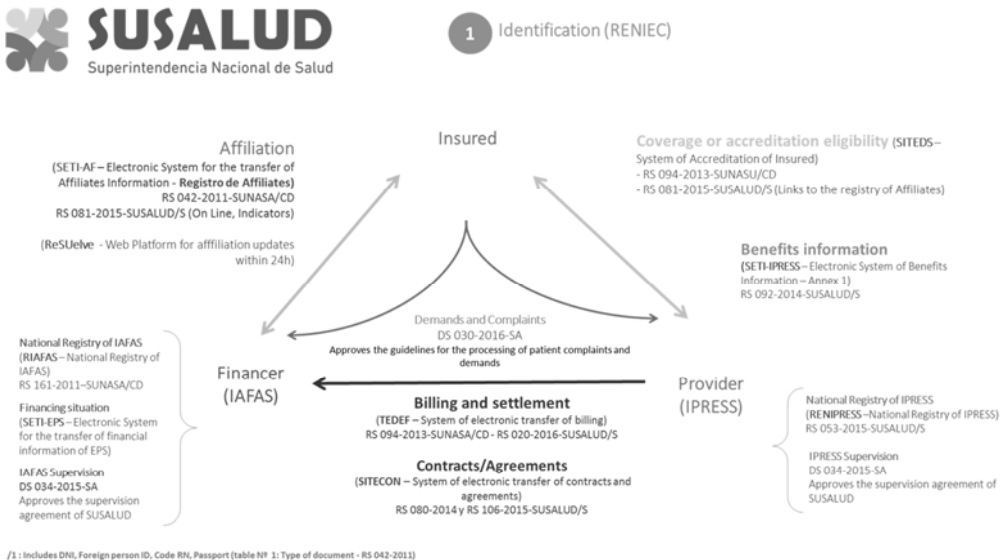 SUSALUD
Superintendencia Nacional de Salud
1
Identification (RENIEC)
Insured
Affiliation
(SETI-AF – Electronic System for the transfer of
Affiliates Information - Registro de Affiliates)
RS 042-2011-SUNASA/CD
RS 081-2015-SUSALUD/S (On Line, Indicators)
(ReSUelve - Web Platform for afffiliation updates
within 24h)
Coverage or accreditation eligibility (SITEDS –
System of Accreditation of Insured)
- RS 094-2013-SUNASU/CD
- RS 081-2015-SUSALUD/S (Links to the registry of Affiliates)
Benefits information
(SETI-IPRESS – Electronic System of Benefits
Information – Annex 1)
RS 092-2014-SUSALUD/S
Demands and Complaints
DS 030-2016-SA
Approves the guidelines for the processing of patient complaints and
demands
National Registry of IAFAS
(RIAFAS – National Registry of
IAFAS)
RS 161-2011–SUNASA/CD
Financing situation
(SETI-EPS – Electronic System
for the transfer of financial
information of EPS)
IAFAS Supervision
DS 034-2015-SA
Approves the supervision
agreement of SUSALUD
Financer
(IAFAS)
Billing and settlement
(TEDEF – System of electronic transfer of billing)
RS 094-2013-SUNASA/CD - RS 020-2016-SUSALUD/S
Contracts/Agreements
(SITECON – System of electronic transfer of contracts and
agreements)
RS 080-2014 y RS 106-2015-SUSALUD/S
Provider
(IPRESS)
National Registry of IPRESS
(RENIPRESS –National Registry of IPRESS)
RS 053-2015-SUSALUD/S
IPRESS Supervision
DS 034-2015-SA
Approves the supervision agreement of
SUSALUD
/1 : Includes DNI, Foreign person ID, Code RN, Passport (table Nº 1: Type of document - RS 042-2011)